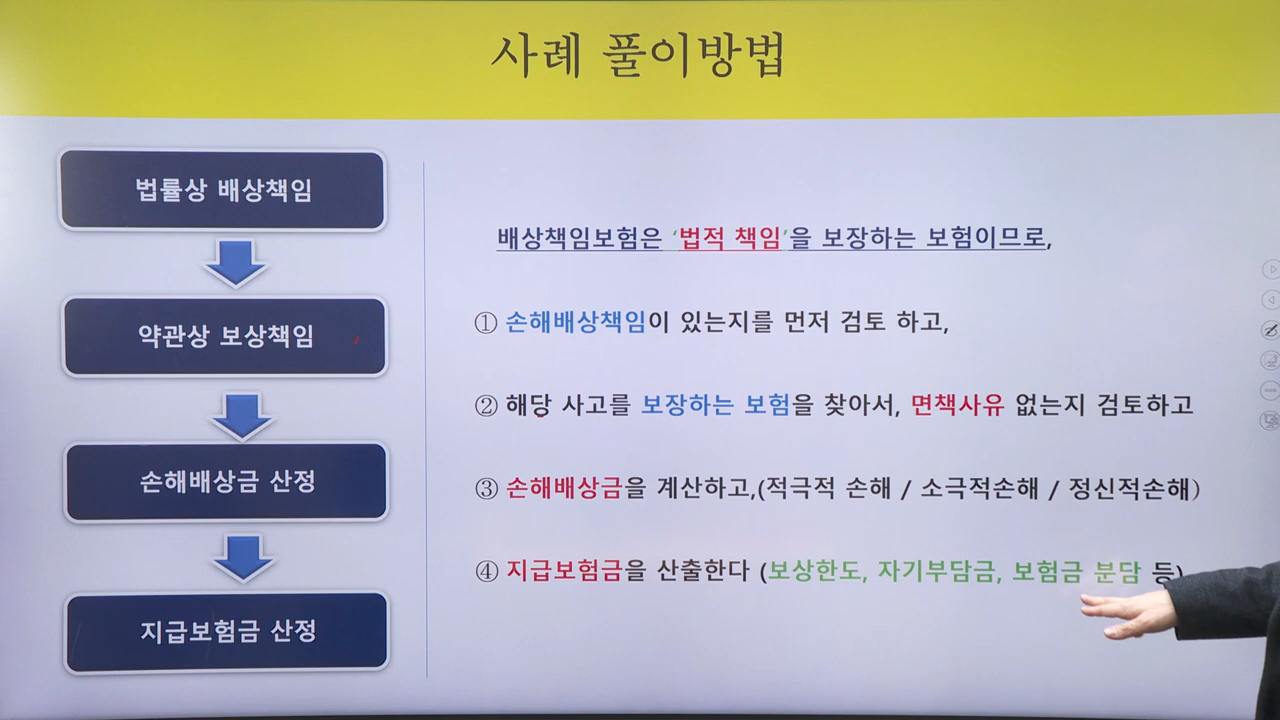 사례 풀이방법
법률상 배상책임
약관상 보상책임
손해배상금 산정
지급보험금 산정
배상책임보험은 ‘법적 책임’을 보장하는 보험이므로,
① 손해배상책임이 있는지를 먼저 검토 하고,
② 해당 사고를 보장하는 보험을 찾아서, 면책사유 없는지 검토하고
③ 손해배상금을 계산하고,(적극적 손해 / 소극적손해 / 정신적손해)
④ 지급보험금을 산출한다 (보상한도, 자기부담금, 보험금 분담 등)